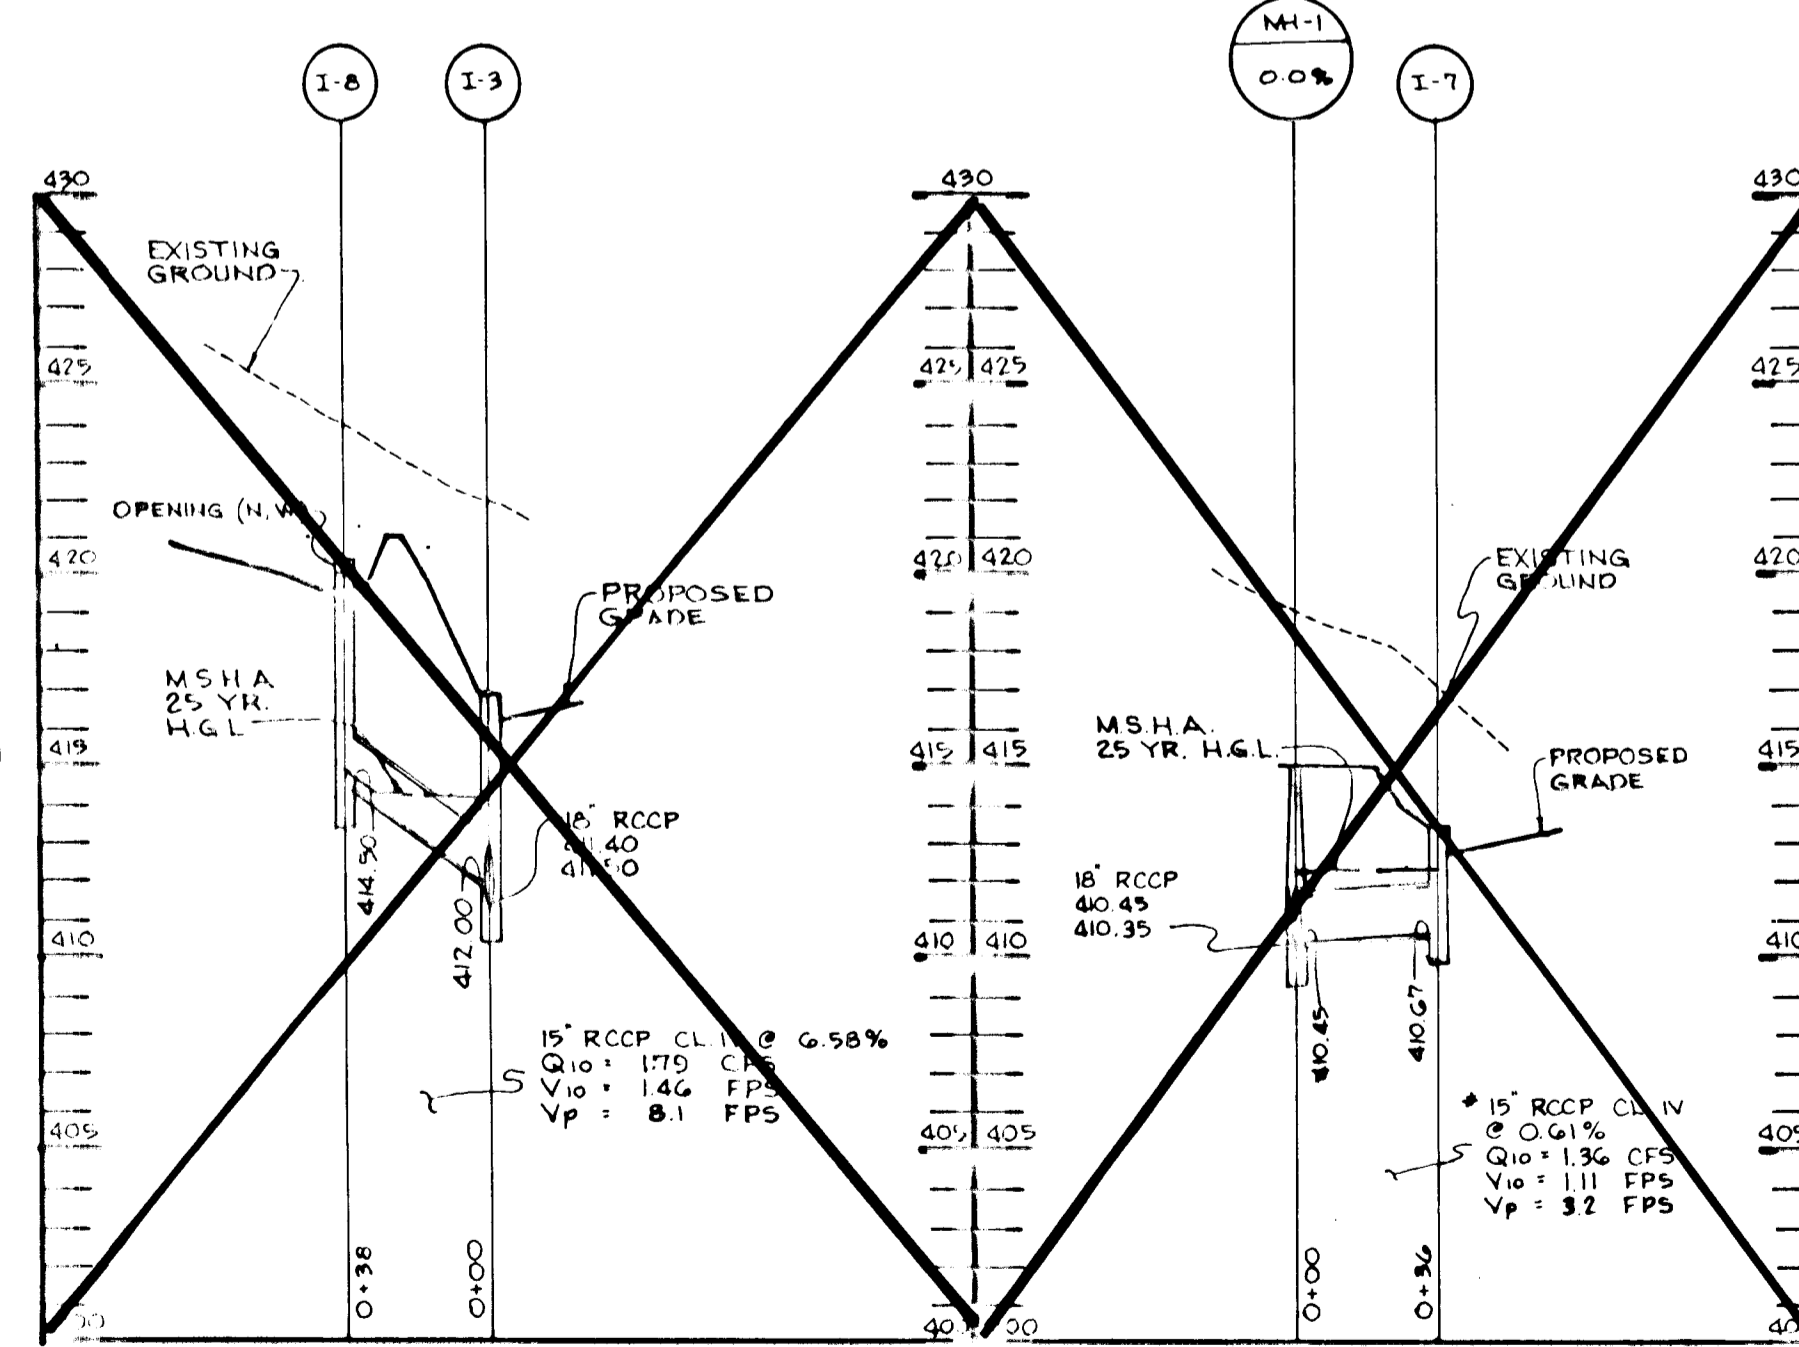 I-8
I-3
MH-1
0.0%
I-7
430
430
430
EXISTING
GROUND
425
425
425
425
OPENING (N,W)
420
420
420
420
PROPOSED
GRADE
EXISTING
GROUND
M S H A
25 YR.
H.G L
415
415
415
415
M.S.H.A.
25 YR. H.G.L.
PROPOSED
GRADE
18" RCCP
414.50
412.00
18" RCCP
410.45
410.35
410
410
410
410
410.45
410.67
15" RCCP CL. IV @ 6.58%
Q10 = 1.79 CFS
V10 = 1.46 FPS
Vp = 8.1 FPS
405
405
405
405
* 15" RCCP CL IV
@ 0.61%
Q10 = 1.36 CFS
V10 = 1.11 FPS
Vp = 3.2 FPS
0+38
0+00
0+00
0+36